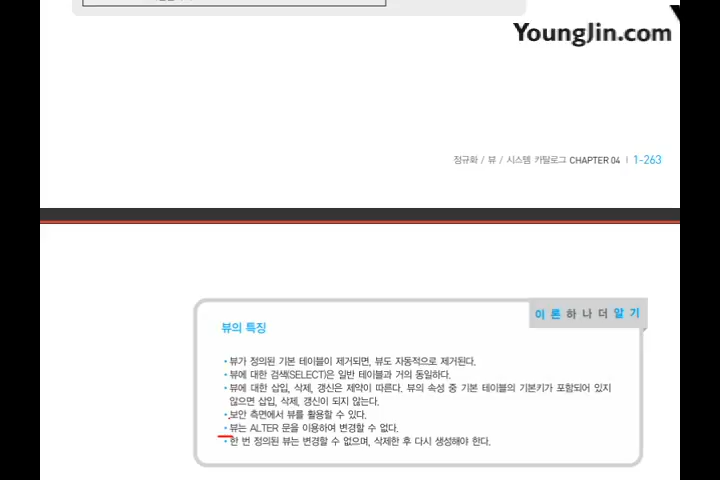 YoungJin.com
정규화 / 뷰 / 시스템 카탈로그 CHAPTER 04 | 1-263
이 론 하 나 더 알 기
뷰의 특징
• 뷰가 정의된 기본 테이블이 제거되면, 뷰도 자동적으로 제거된다.
• 뷰에 대한 검색(SELECT)은 일반 테이블과 거의 동일하다.
• 뷰에 대한 삽입, 삭제, 갱신은 제약이 따른다. 뷰의 속성 중 기본 테이블의 기본키가 포함되어 있지
않으면 삽입, 삭제, 갱신이 되지 않는다.
• 보안 측면에서 뷰를 활용할 수 있다.
• 뷰는 ALTER 문을 이용하여 변경할 수 없다.
• 한 번 정의된 뷰는 변경할 수 없으며, 삭제한 후 다시 생성해야 한다.